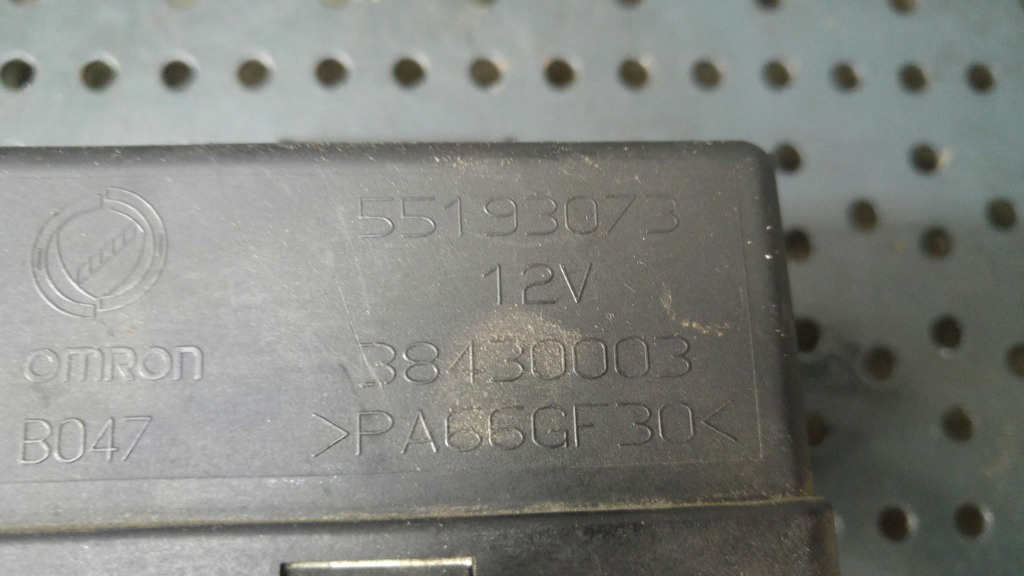 55193073
12V
OMRON 38430003
B047 >PA66GF30<